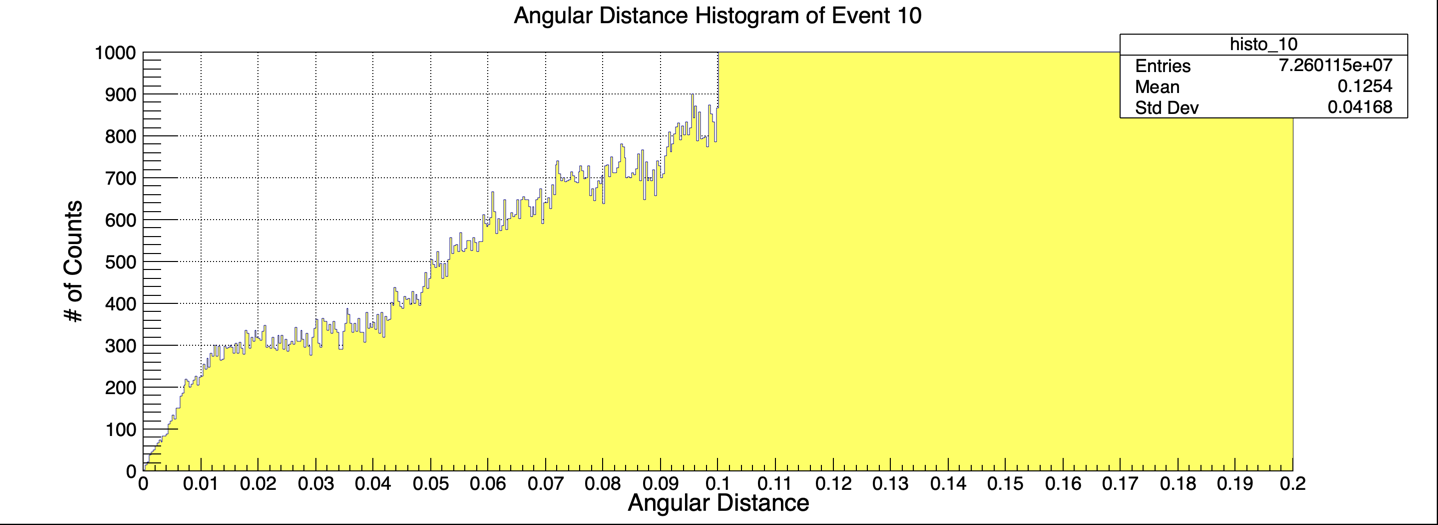 Angular Distance Histogram of Event 10
histo_10
Entries 7.260115e+07
Mean 0.1254
Std Dev 0.04168
# of Counts
1000
900
800
700
600
500
400
300
200
100
0
0 0.01 0.02 0.03 0.04 0.05 0.06 0.07 0.08 0.09 0.1 0.11 0.12 0.13 0.14 0.15 0.16 0.17 0.18 0.19 0.2
Angular Distance